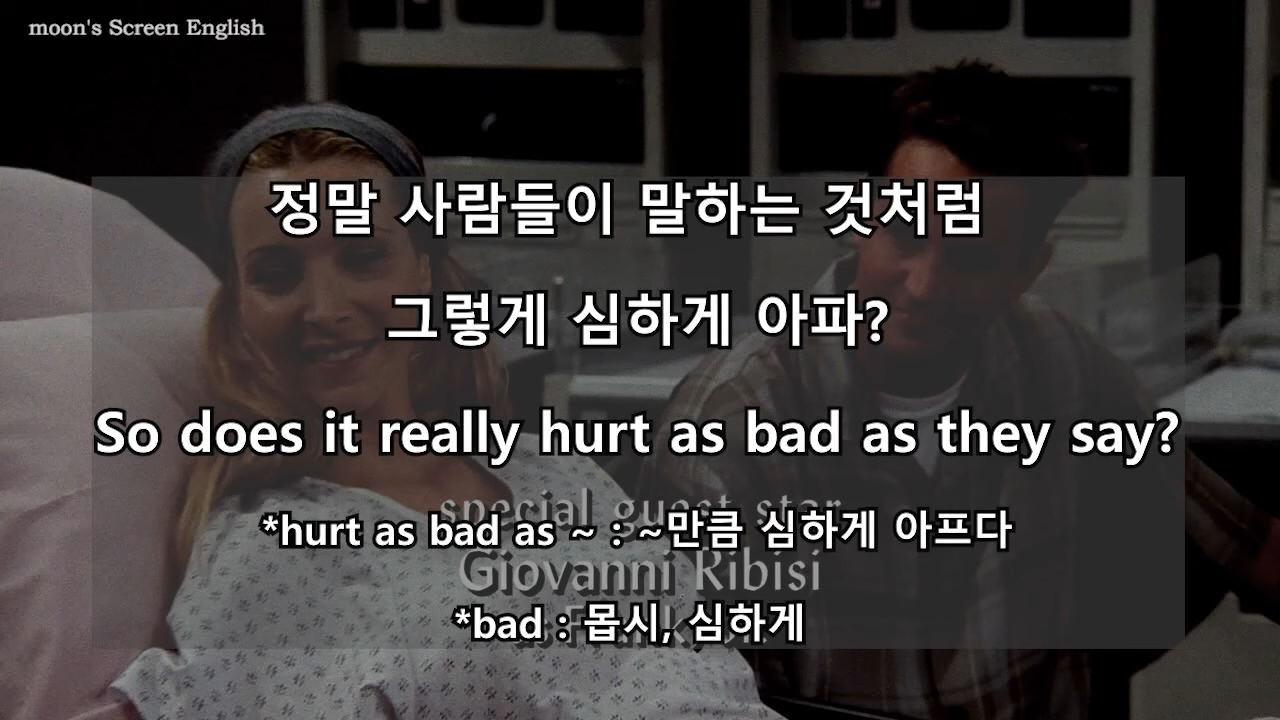 moon's Screen English
정말 사람들이 말하는 것처럼
그렇게 심하게 아파?
So does it really hurt as bad as they say?
special guest star
*hurt as bad as ~ : ~만큼 심하게 아프다
Giovanni Ribisi
*bad : 몹시, 심하게